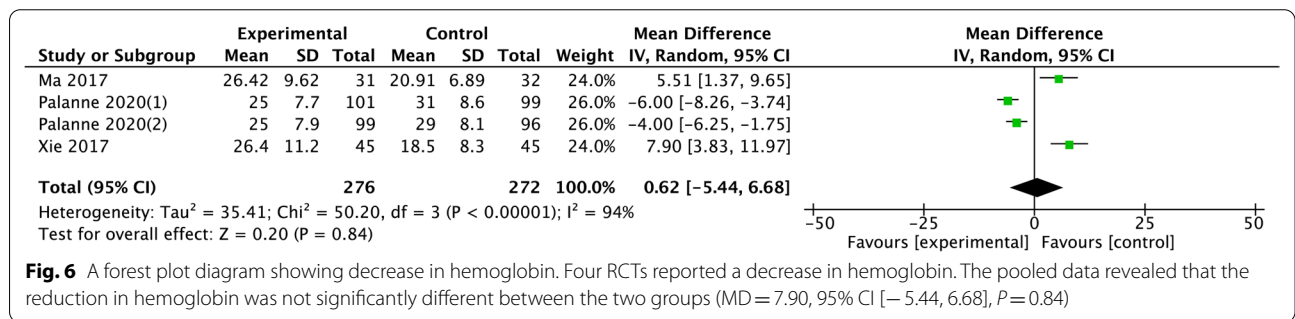 Experimental Control Mean Difference Mean Difference
Study or Subgroup Mean SD Total Mean SD Total Weight IV, Random, 95% CI IV, Random, 95% CI
Ma 2017 26.42 9.62 31 20.91 6.89 32 24.0% 5.51 [1.37, 9.65]
Palanne 2020(1) 25 7.7 101 31 8.6 99 26.0% −6.00 [−8.26, −3.74]
Palanne 2020(2) 25 7.9 99 29 8.1 96 26.0% −4.00 [−6.25, −1.75]
Xie 2017 26.4 11.2 45 18.5 8.3 45 24.0% 7.90 [3.83, 11.97]
Total (95% CI) 276 272 100.0% 0.62 [−5.44, 6.68]
Heterogeneity: Tau² = 35.41; Chi² = 50.20, df = 3 (P < 0.00001); I² = 94%
Test for overall effect: Z = 0.20 (P = 0.84)
−50 −25 0 25 50
Favours [experimental] Favours [control]
Fig. 6 A forest plot diagram showing decrease in hemoglobin. Four RCTs reported a decrease in hemoglobin. The pooled data revealed that the
reduction in hemoglobin was not significantly different between the two groups (MD = 7.90, 95% CI [− 5.44, 6.68], P = 0.84)